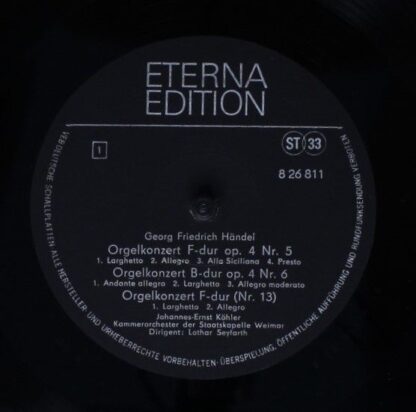 ETERNA
EDITION
ST 33
1
8 26 811
Georg Friedrich Händel
Orgelkonzert F-dur op. 4 Nr. 5
1. Larghetto 2. Allegro 3. Alla Siciliana 4. Presto
Orgelkonzert B-dur op. 4 Nr. 6
1. Andante allegro 2. Larghetto 3. Allegro moderato
Orgelkonzert F-dur (Nr. 13)
1. Larghetto 2. Allegro
Johannes-Ernst Köhler
Kammerorchester der Staatskapelle Weimar
Dirigent: Lothar Seyfarth
VEB DEUTSCHE SCHALLPLATTEN ALLE HERSTELLER- UND URHEBERRECHTE VORBEHALTEN · ÜBERSPIELUNG, ÖFFENTLICHE AUFFÜHRUNG UND RUNDFUNKSENDUNG VERBOTEN